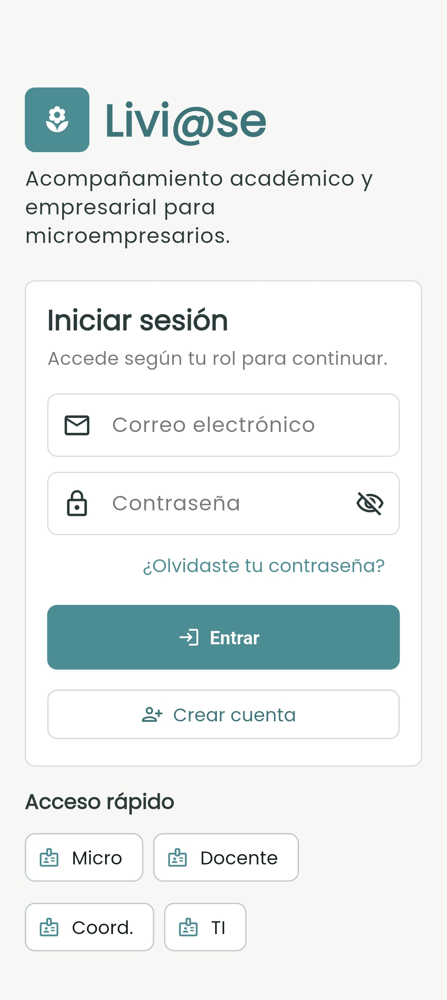 Livi@se
Acompañamiento académico y
empresarial para
microempresarios.
Iniciar sesión
Accede según tu rol para continuar.
Correo electrónico
Contraseña
¿Olvidaste tu contraseña?
Entrar
Crear cuenta
Acceso rápido
Micro
Docente
Coord.
TI